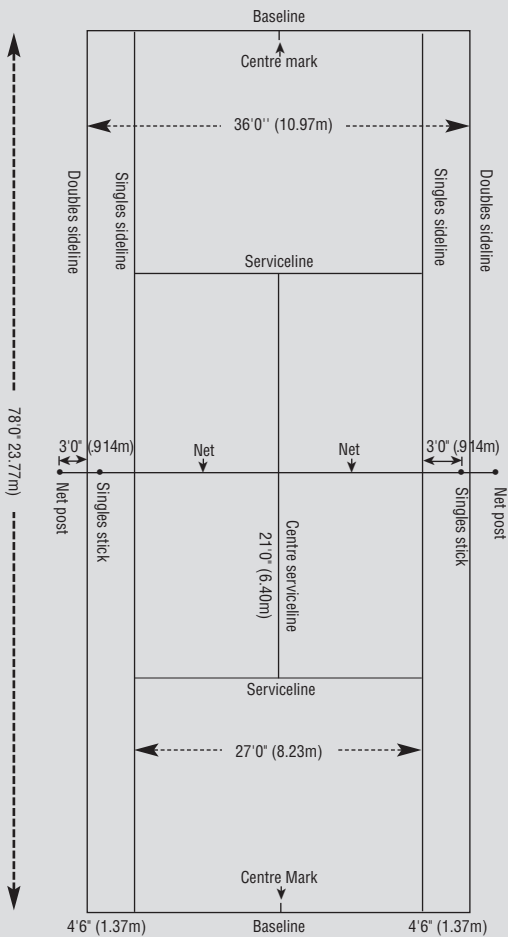 Baseline
Centre mark
36'0'' (10.97m)
Doubles sideline
Singles sideline
Singles sideline
Doubles sideline
Serviceline
78'0" 23.77m)
3'0" (.914m)
Net
Net
3'0" (.914m)
Net post
Singles stick
Centre serviceline
21'0" (6.40m)
Singles stick
Net post
Serviceline
27'0" (8.23m)
Centre Mark
4'6" (1.37m)
Baseline
4'6" (1.37m)